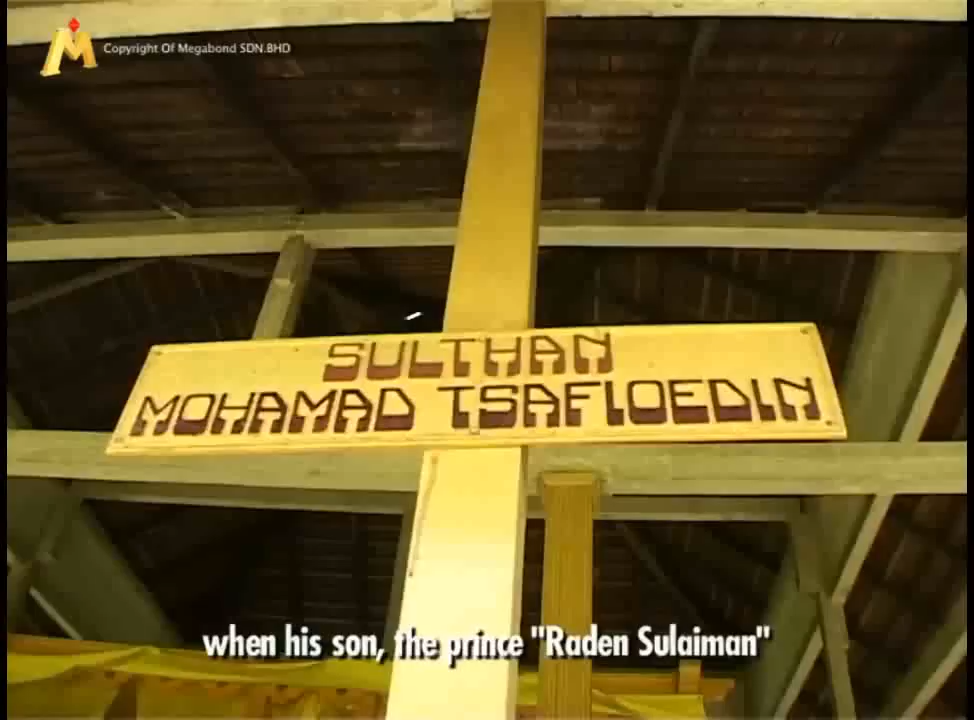 M Copyright Of Megabond SDN.BHD
SULTHAN
MOHAMAD TSAFIOEDIN
when his son, the prince "Raden Sulaiman"